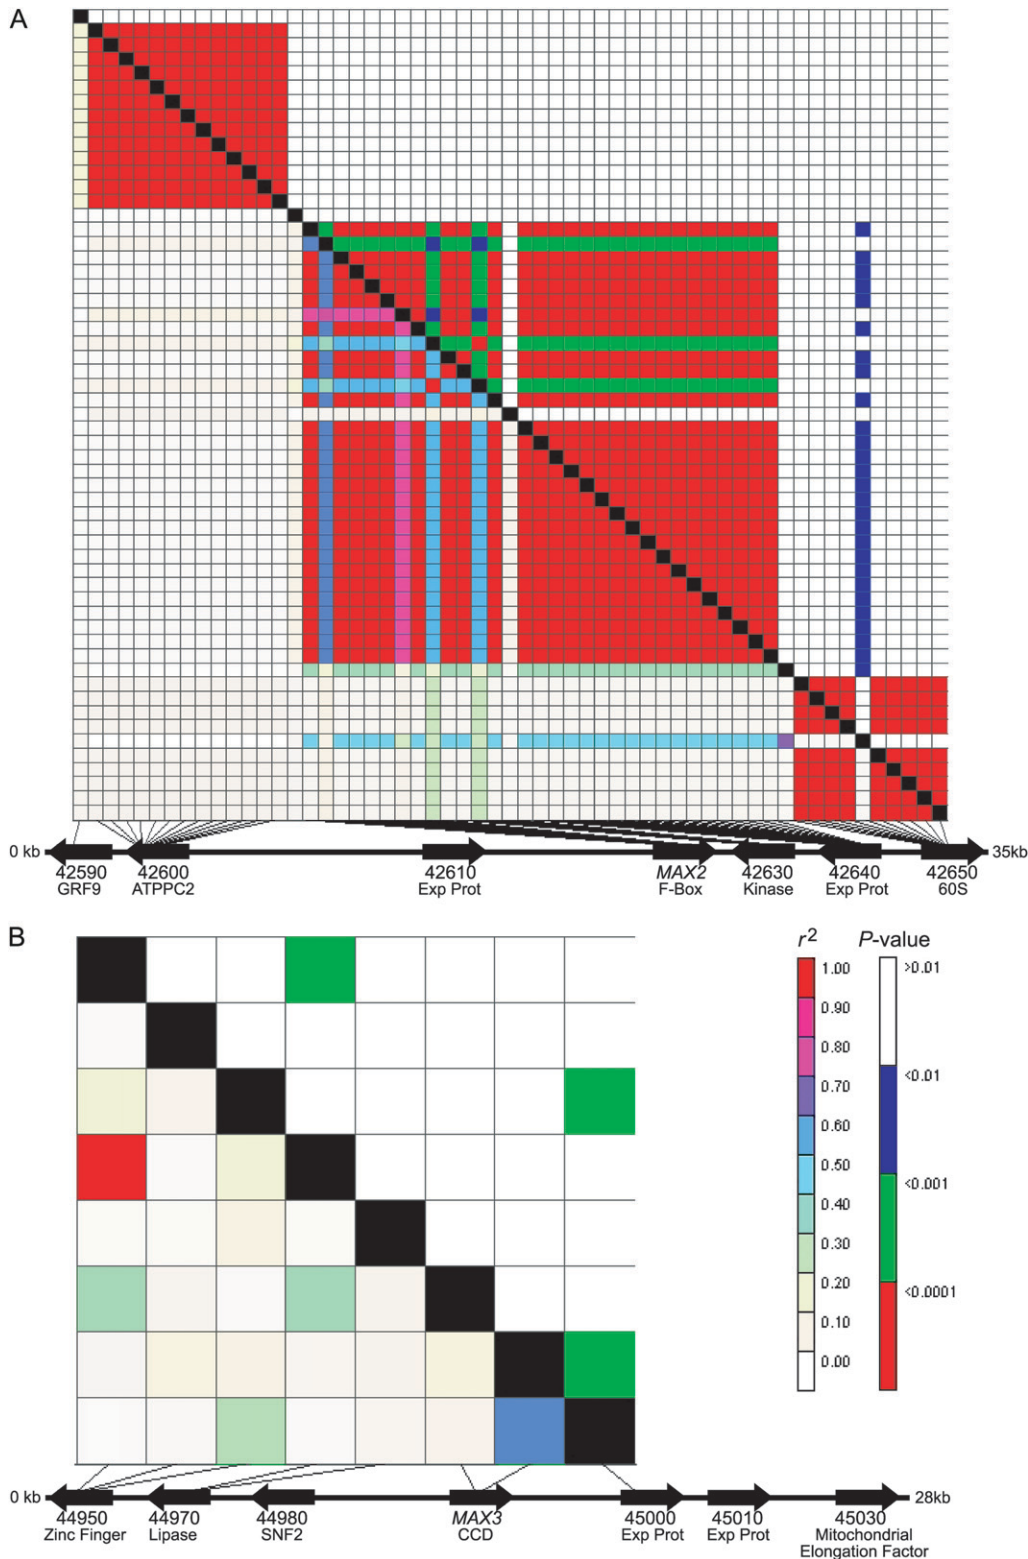 A
0 kb
35kb
42590
GRF9
42600
ATPPC2
42610
Exp Prot
MAX2
F-Box
42630
Kinase
42640
Exp Prot
42650
60S
B
r2
P-value
1.00
0.90
0.80
0.70
0.60
0.50
0.40
0.30
0.20
0.10
0.00
>0.01
<0.01
<0.001
<0.0001
0 kb
28kb
44950
Zinc Finger
44970
Lipase
44980
SNF2
MAX3
CCD
45000
Exp Prot
45010
Exp Prot
45030
Mitochondrial
Elongation Factor